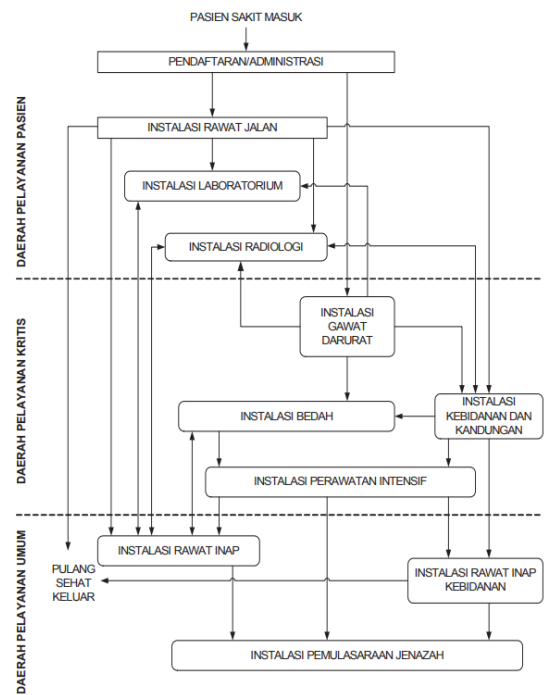 PASIEN SAKIT MASUK
PENDAFTARAN/ADMINISTRASI
DAERAH PELAYANAN PASIEN
INSTALASI RAWAT JALAN
INSTALASI LABORATORIUM
INSTALASI RADIOLOGI
DAERAH PELAYANAN KRITIS
INSTALASI
GAWAT
DARURAT
INSTALASI BEDAH
INSTALASI
KEBIDANAN DAN
KANDUNGAN
INSTALASI PERAWATAN INTENSIF
DAERAH PELAYANAN UMUM
INSTALASI RAWAT INAP
PULANG
SEHAT
KELUAR
INSTALASI RAWAT INAP
KEBIDANAN
INSTALASI PEMULASARAAN JENAZAH